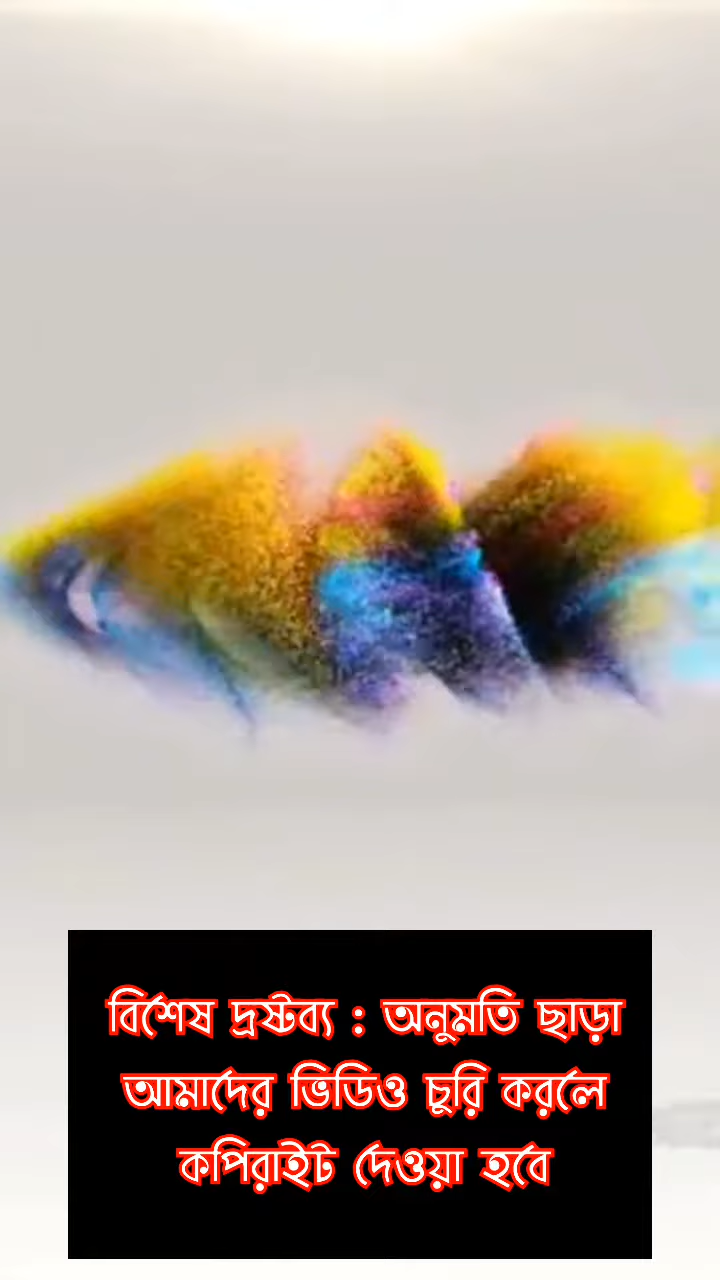 বিশেষ দ্রষ্টব্য : অনুমতি ছাড়া
আমাদের ভিডিও চুরি করলে
কপিরাইট দেওয়া হবে